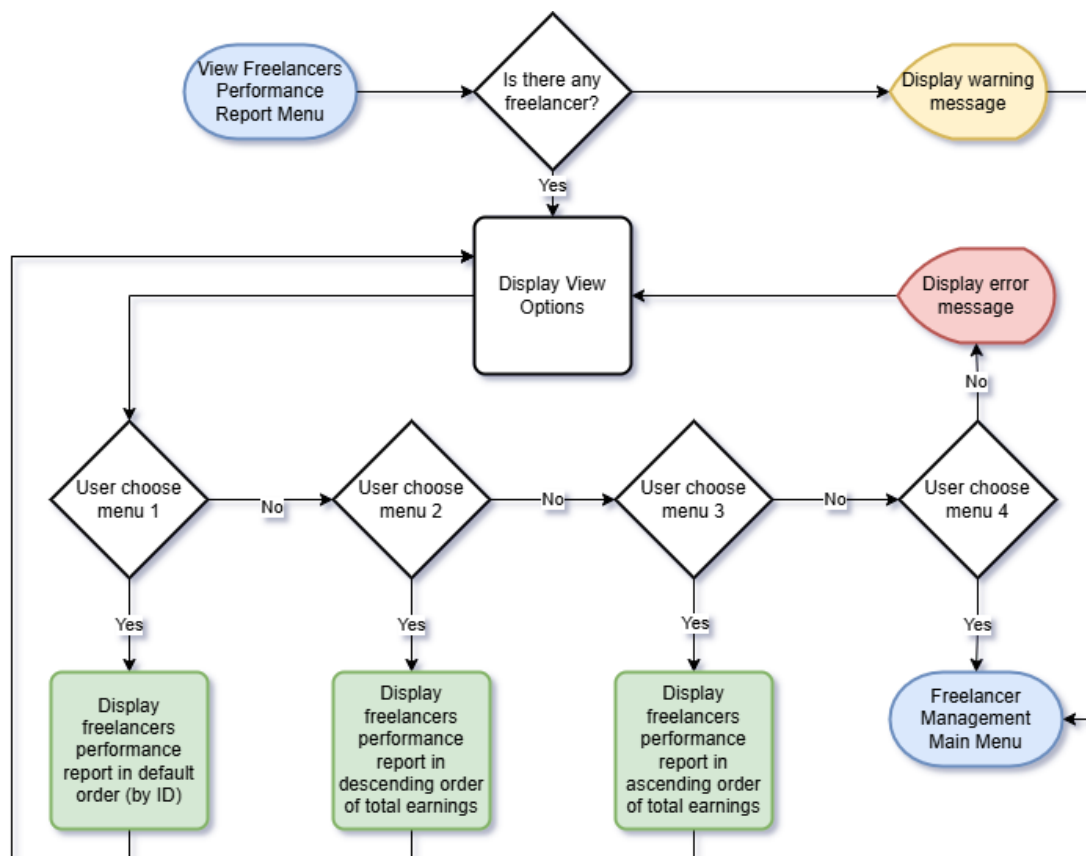 View Freelancers
Performance
Report Menu
Is there any
freelancer?
Display warning
message
Yes
Display View
Options
Display error
message
No
User choose
menu 1
No
User choose
menu 2
No
User choose
menu 3
No
User choose
menu 4
Yes
Yes
Yes
Yes
Display
freelancers
performance
report in default
order (by ID)
Display
freelancers
performance
report in
descending order
of total earnings
Display
freelancers
performance
report in
ascending order
of total earnings
Freelancer
Management
Main Menu